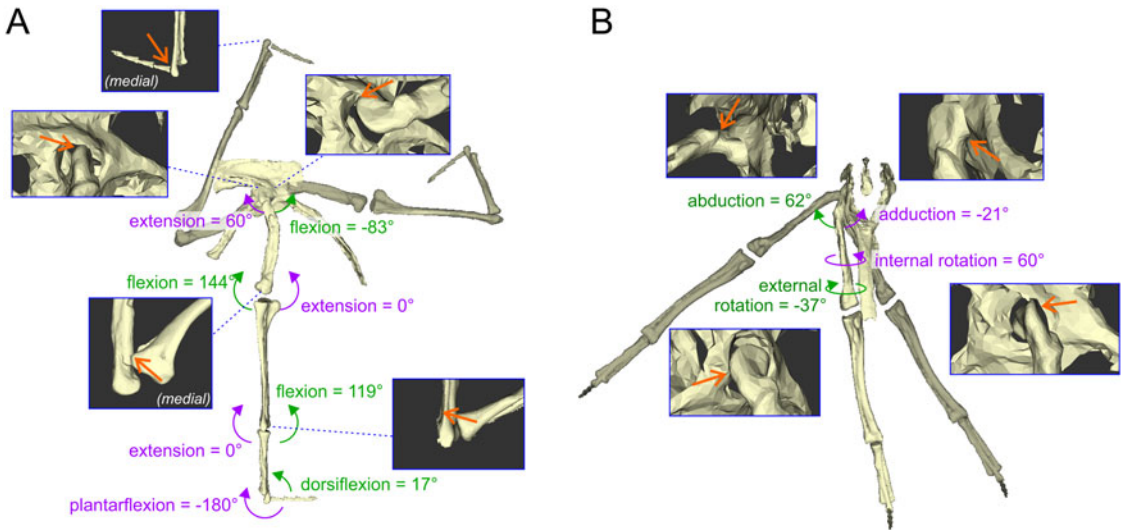 A
(medial)
extension = 60°
flexion = -83°
flexion = 144°
extension = 0°
(medial)
flexion = 119°
extension = 0°
dorsiflexion = 17°
plantarflexion = -180°
B
abduction = 62°
adduction = -21°
internal rotation = 60°
external
rotation = -37°